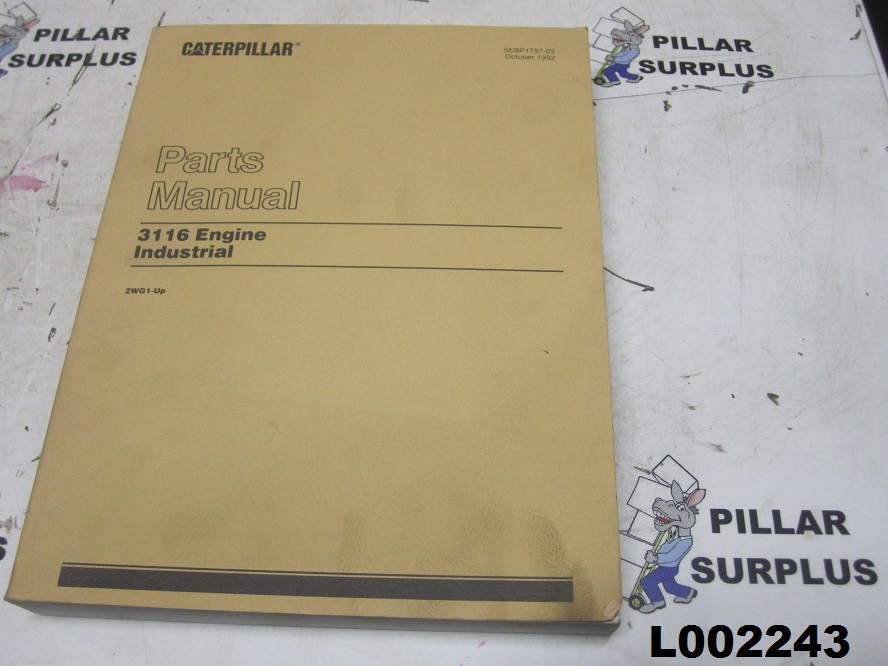 CATERPILLAR®
SEBP1797-03
October 1992
Parts
Manual
3116 Engine
Industrial
2WG1-Up
PILLAR
SURPLUS
PILLAR
SURPLUS
PILLAR
SURPLUS
L002243